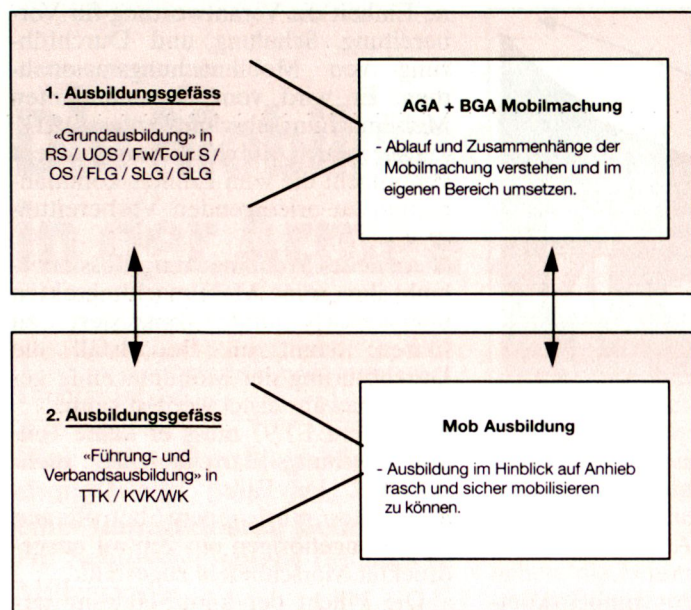 1. Ausbildungsgefäss
«Grundausbildung» in
RS / UOS / Fw/Four S /
OS / FLG / SLG / GLG
AGA + BGA Mobilmachung
- Ablauf und Zusammenhänge der
Mobilmachung verstehen und im
eigenen Bereich umsetzen.
2. Ausbildungsgefäss
«Führung- und
Verbandsausbildung» in
TTK / KVK/WK
Mob Ausbildung
- Ausbildung im Hinblick auf Anhieb
rasch und sicher mobilisieren
zu können.